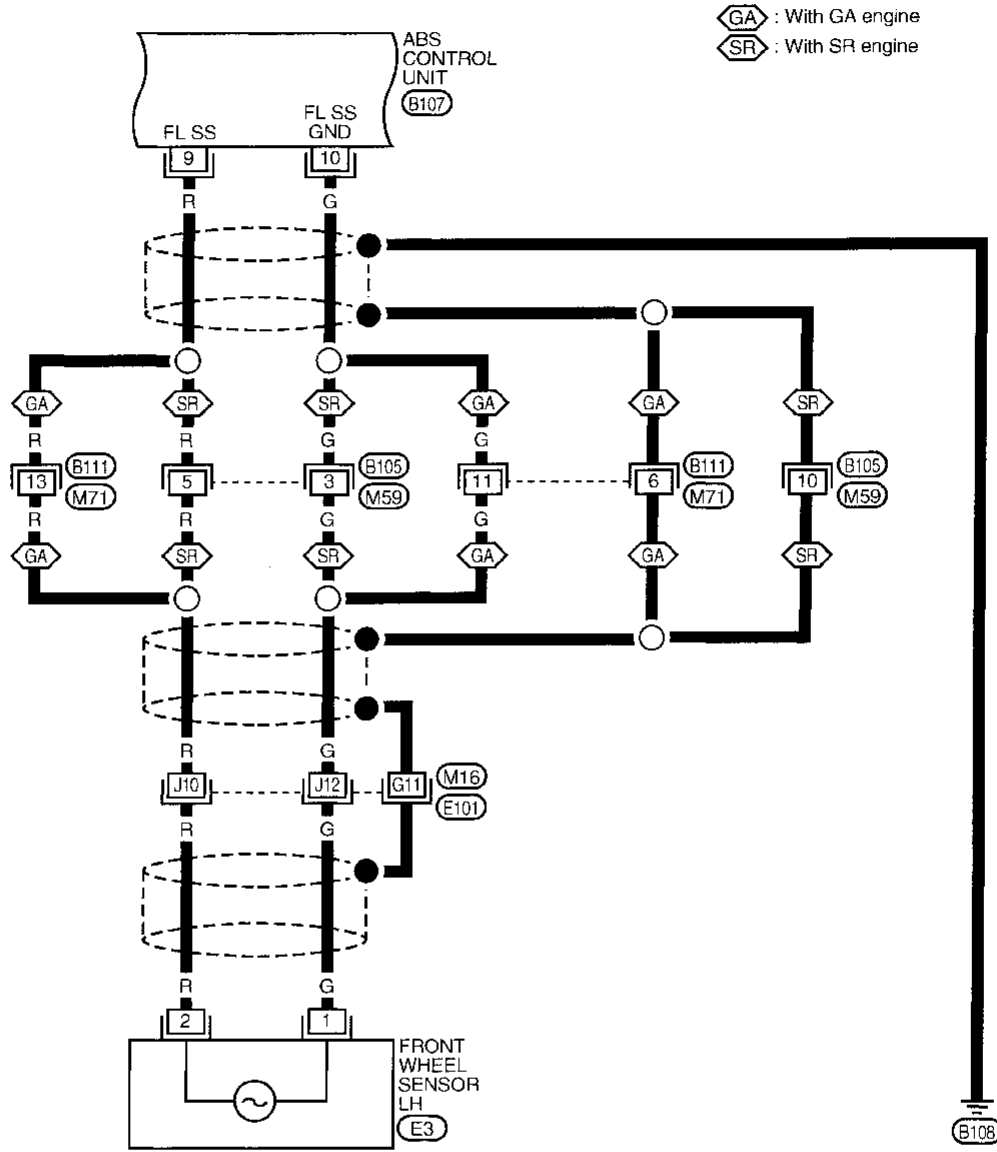 GA : With GA engine
SR : With SR engine
ABS
CONTROL
UNIT
B107
FL SS
FL SS
GND
9
10
R
G
GA
SR
SR
GA
GA
SR
R
R
G
G
13
B111
M71
5
3
B105
M59
11
6
B111
M71
10
B105
M59
R
R
G
G
GA
SR
SR
GA
GA
SR
R
G
J10
J12
G11
M16
E101
R
G
R
G
2
1
FRONT
WHEEL
SENSOR
LH
E3
B108